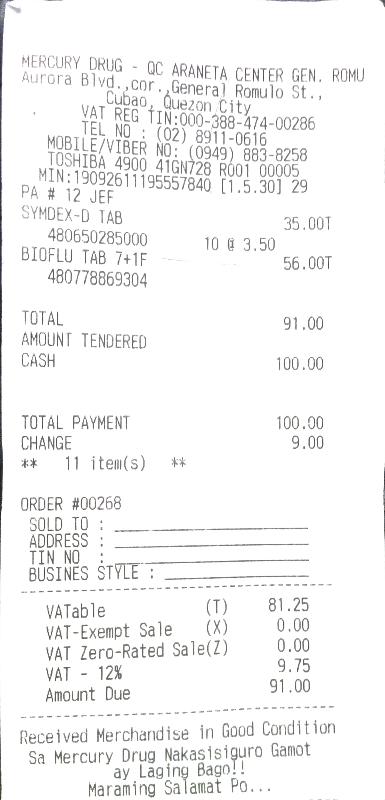 MERCURY DRUG - QC ARANETA CENTER GEN. ROMU
Aurora Blvd.,cor.,General Romulo St.,
Cubao, Quezon City
VAT REG TIN:000-388-474-00286
TEL NO : (02) 8911-0616
MOBILE/VIBER NO: (0949) 883-8258
TOSHIBA 4900 41GN728 R001 00005
MIN:19092611195557840 [1.5.30] 29
PA # 12 JEF
SYMDEX-D TAB 35.00T
480650285000 10 @ 3.50
BIOFLU TAB 7+1F 56.00T
480778869304
TOTAL 91.00
AMOUNT TENDERED
CASH 100.00
TOTAL PAYMENT 100.00
CHANGE 9.00
** 11 item(s) **
ORDER #00268
SOLD TO :
ADDRESS :
TIN NO :
BUSINES STYLE :
VATable (T) 81.25
VAT-Exempt Sale (X) 0.00
VAT Zero-Rated Sale(Z) 0.00
VAT - 12% 9.75
Amount Due 91.00
Received Merchandise in Good Condition
Sa Mercury Drug Nakasisiguro Gamot
ay Laging Bago!!
Maraming Salamat Po...